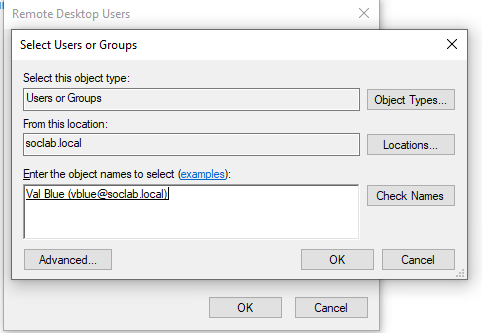 Remote Desktop Users
Select Users or Groups
Select this object type:
Users or Groups
Object Types...
From this location:
soclab.local
Locations...
Enter the object names to select (examples):
Val Blue (vblue@soclab.local)
Check Names
Advanced...
OK
Cancel
OK
Cancel